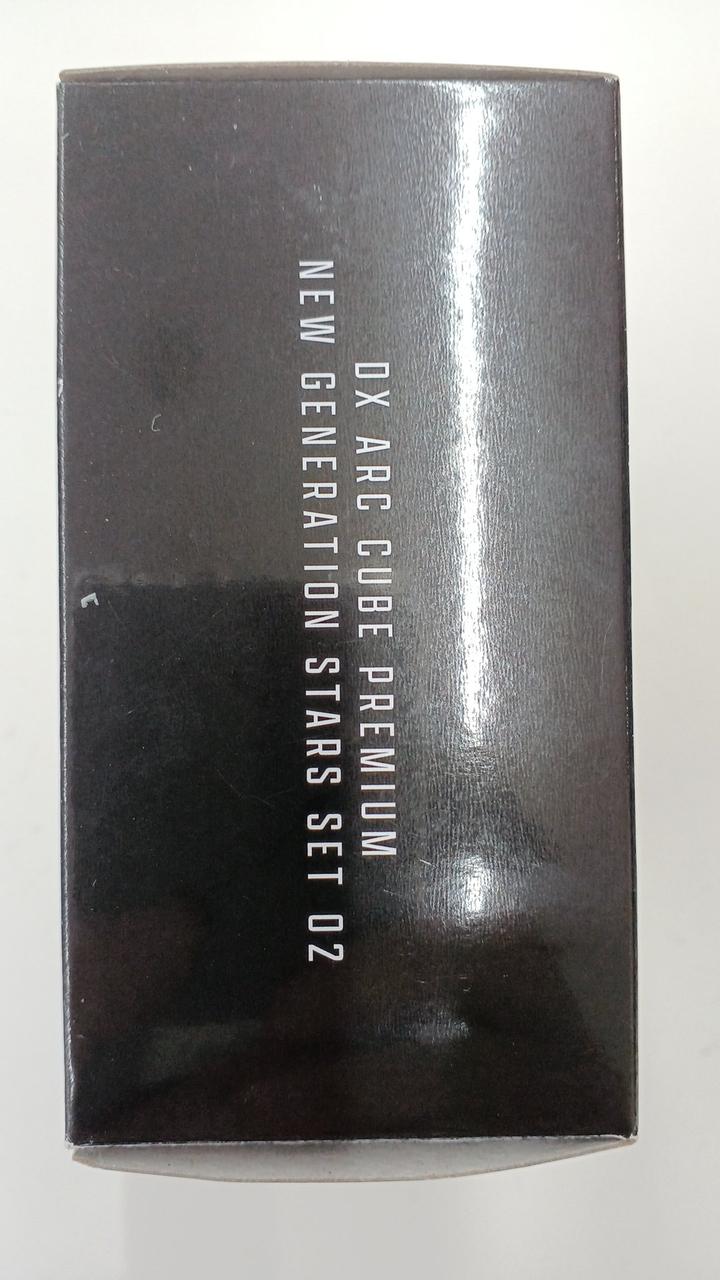 DX ARC CUBE PREMIUM
NEW GENERATION STARS SET 02